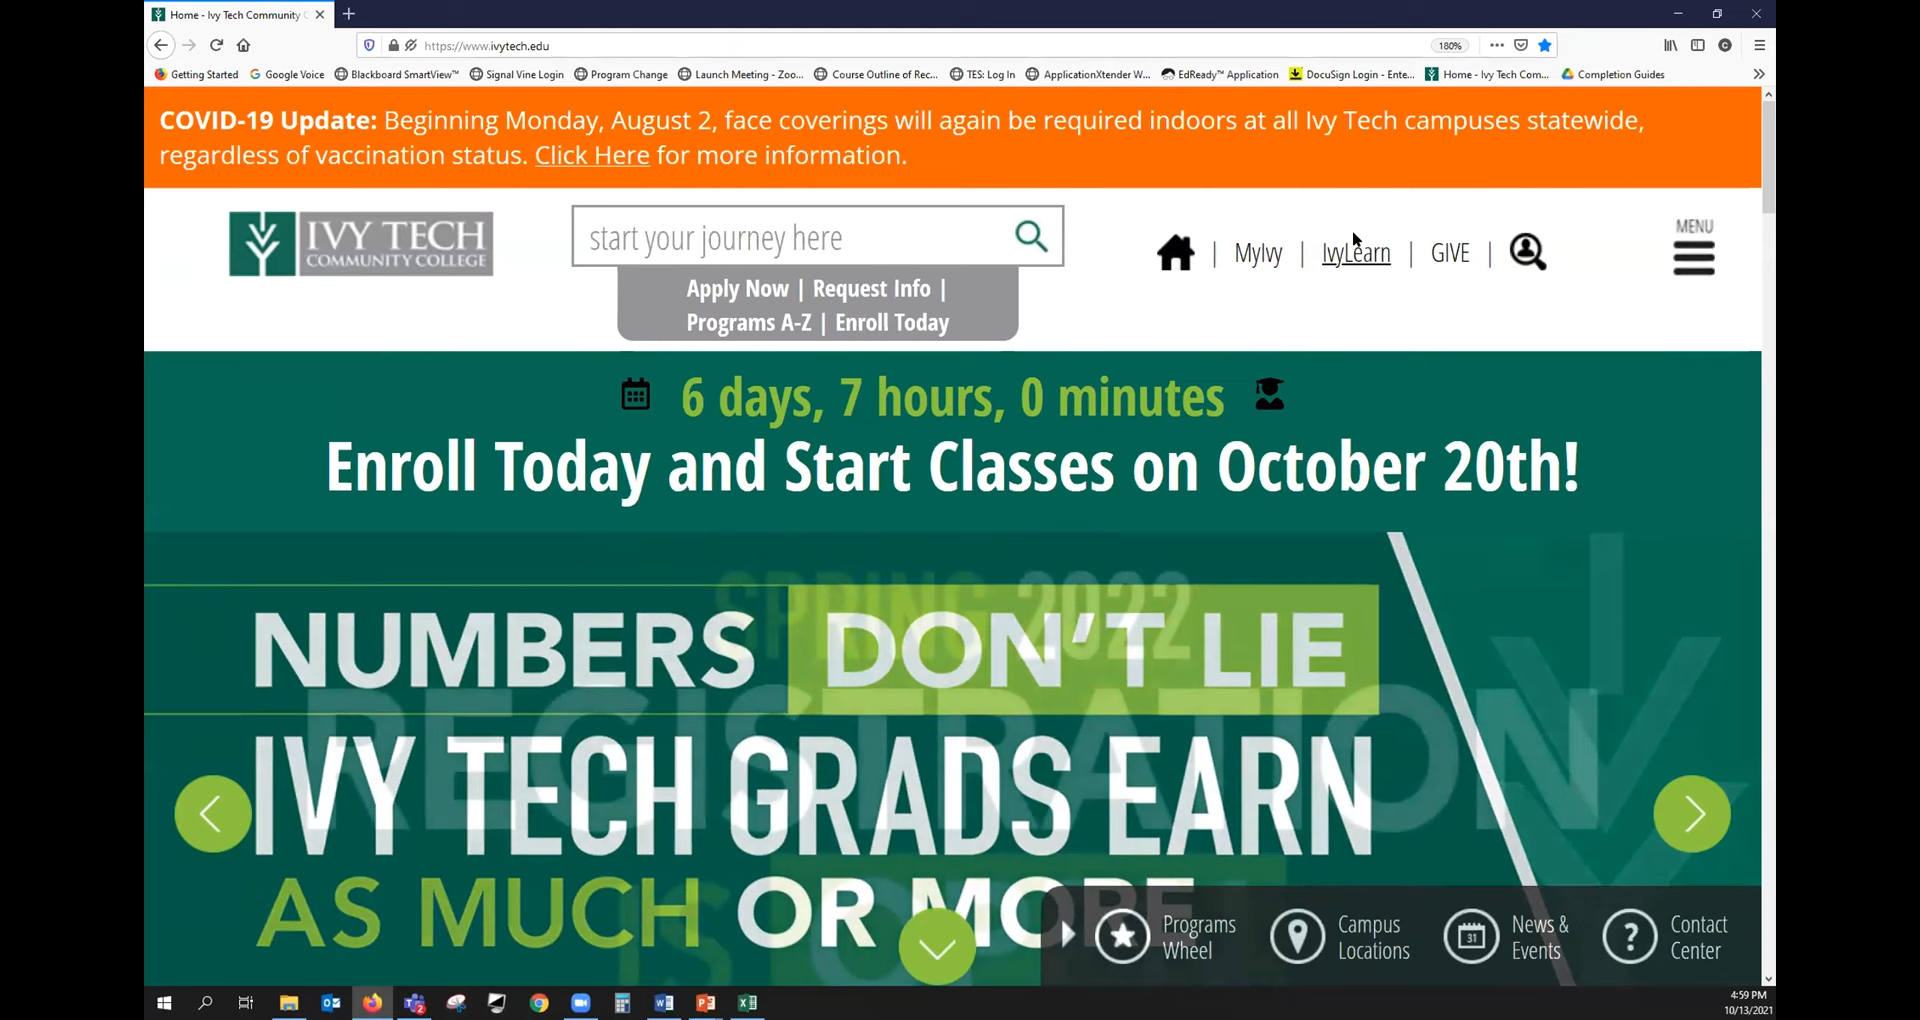 Home - Ivy Tech Community C
https://www.ivytech.edu
180%
Getting Started Google Voice Blackboard SmartView™ Signal Vine Login Program Change Launch Meeting - Zoo... Course Outline of Rec... TES: Log In ApplicationXtender W... EdReady™ Application DocuSign Login - Ente... Home - Ivy Tech Com... Completion Guides
COVID-19 Update: Beginning Monday, August 2, face coverings will again be required indoors at all Ivy Tech campuses statewide,
regardless of vaccination status. Click Here for more information.
IVY TECH
COMMUNITY COLLEGE
start your journey here
MyIvy | IvyLearn | GIVE |
MENU
Apply Now | Request Info |
Programs A-Z | Enroll Today
6 days, 7 hours, 0 minutes
Enroll Today and Start Classes on October 20th!
SPRING 2022
NUMBERS DON'T LIE
REGISTRATION
IVY TECH GRADS EARN
AS MUCH OR MORE
IS
Programs
Wheel
Campus
Locations
31
News &
Events
?
Contact
Center
4:59 PM
10/13/2021